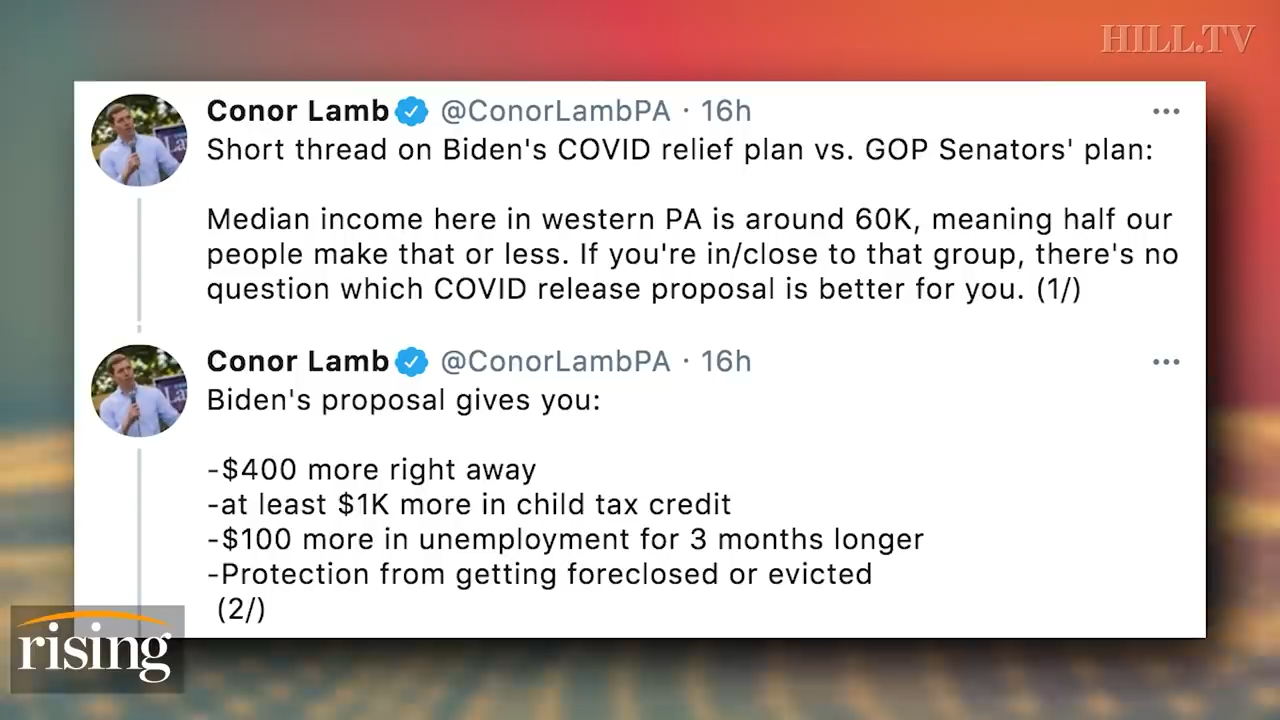 HILL.TV
Conor Lamb @ConorLambPA · 16h
Short thread on Biden's COVID relief plan vs. GOP Senators' plan:
Median income here in western PA is around 60K, meaning half our
people make that or less. If you're in/close to that group, there's no
question which COVID release proposal is better for you. (1/)
Conor Lamb @ConorLambPA · 16h
Biden's proposal gives you:
-$400 more right away
-at least $1K more in child tax credit
-$100 more in unemployment for 3 months longer
-Protection from getting foreclosed or evicted
(2/)
rising